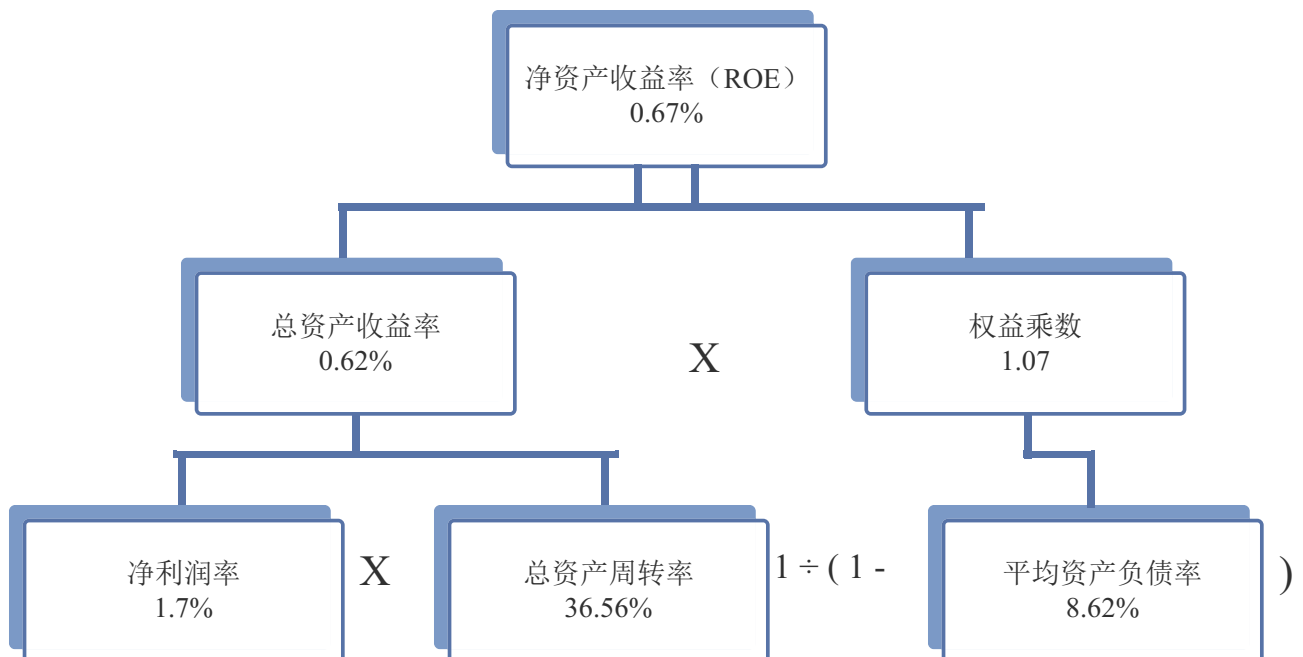 净资产收益率（ROE）
0.67%
总资产收益率
0.62%
X
权益乘数
1.07
净利润率
1.7%
X
总资产周转率
36.56%
1 ÷ ( 1 -
平均资产负债率
8.62%
)